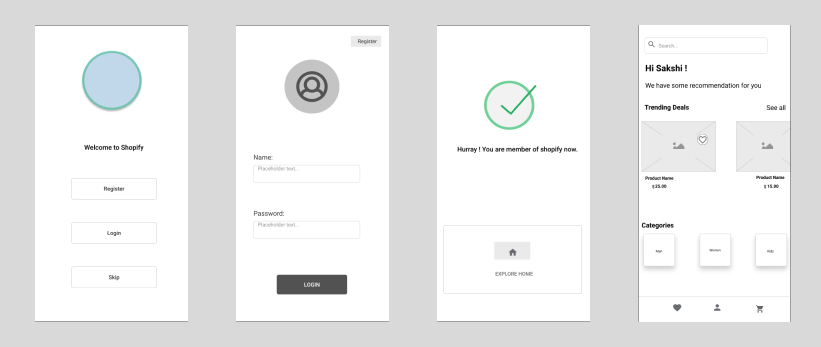 Welcome to Shopify
Register
Login
Skip
Register
Name:
Placeholder text...
Password:
Placeholder text...
LOGIN
Hurray ! You are member of shopify now.
EXPLORE HOME
Search..
Hi Sakshi !
We have some recommendation for you
Trending Deals
See all
Product Name
$ 25.00
Product Name
$ 15.00
Categories
Men
Women
Kids